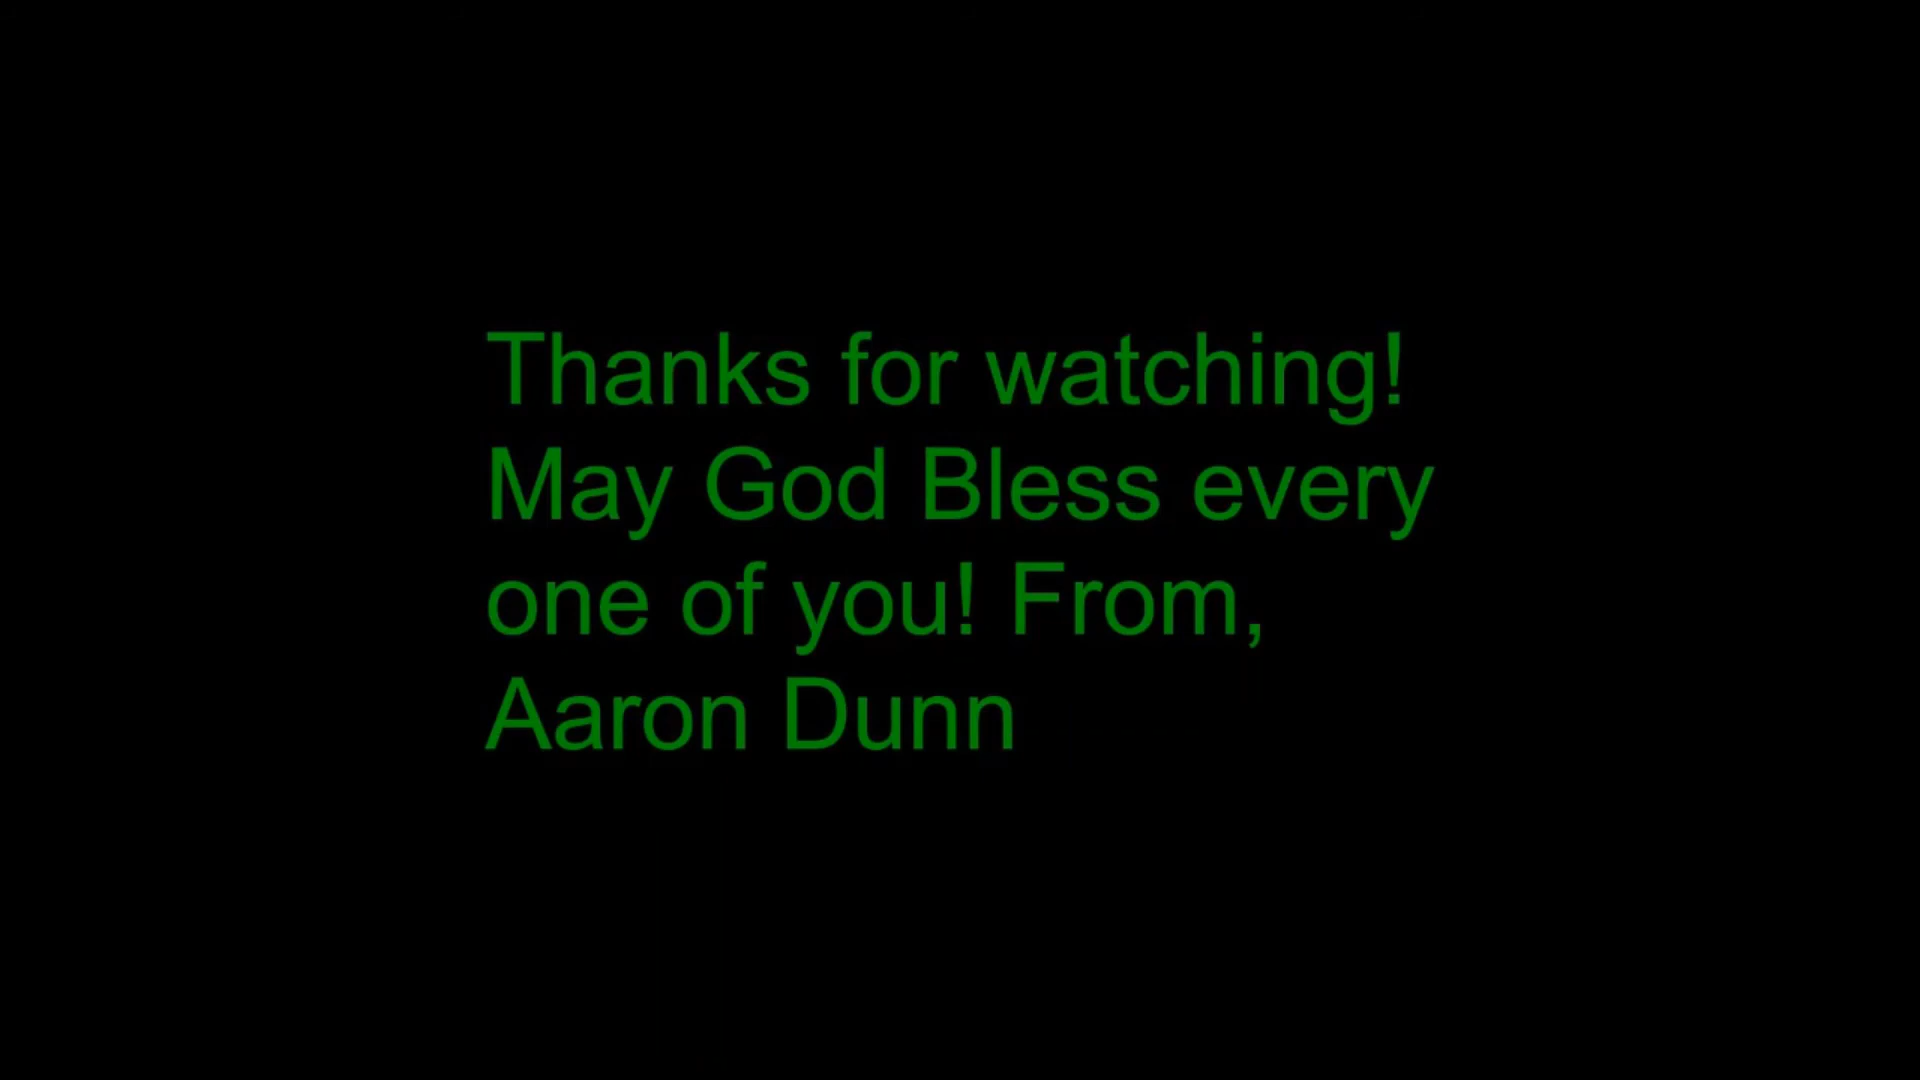 Thanks for watching!
May God Bless every
one of you! From,
Aaron Dunn